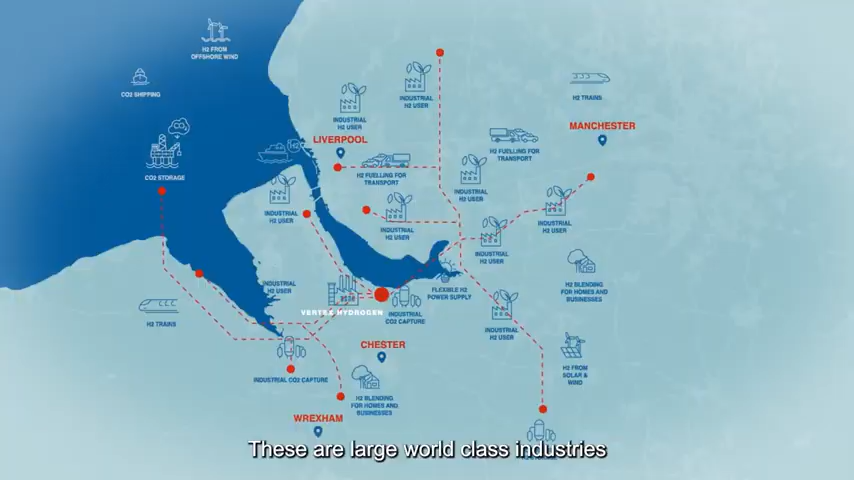 H2 FROM
OFFSHORE WIND
CO2 SHIPPING
CO2 STORAGE
INDUSTRIAL
H2 USER
INDUSTRIAL
H2 USER
H2 TRAINS
LIVERPOOL
MANCHESTER
H2 FUELLING FOR
TRANSPORT
H2 FUELLING FOR
TRANSPORT
INDUSTRIAL
H2 USER
INDUSTRIAL
H2 USER
INDUSTRIAL
H2 USER
INDUSTRIAL
H2 USER
INDUSTRIAL
H2 USER
INDUSTRIAL
H2 USER
FLEXIBLE H2
POWER SUPPLY
H2 BLENDING
FOR HOMES AND
BUSINESSES
H2 TRAINS
VERTEX HYDROGEN
INDUSTRIAL
CO2 CAPTURE
INDUSTRIAL
H2 USER
CHESTER
INDUSTRIAL CO2 CAPTURE
H2 FROM
SOLAR &
WIND
H2 BLENDING
FOR HOMES AND
BUSINESSES
WREXHAM
These are large world class industries